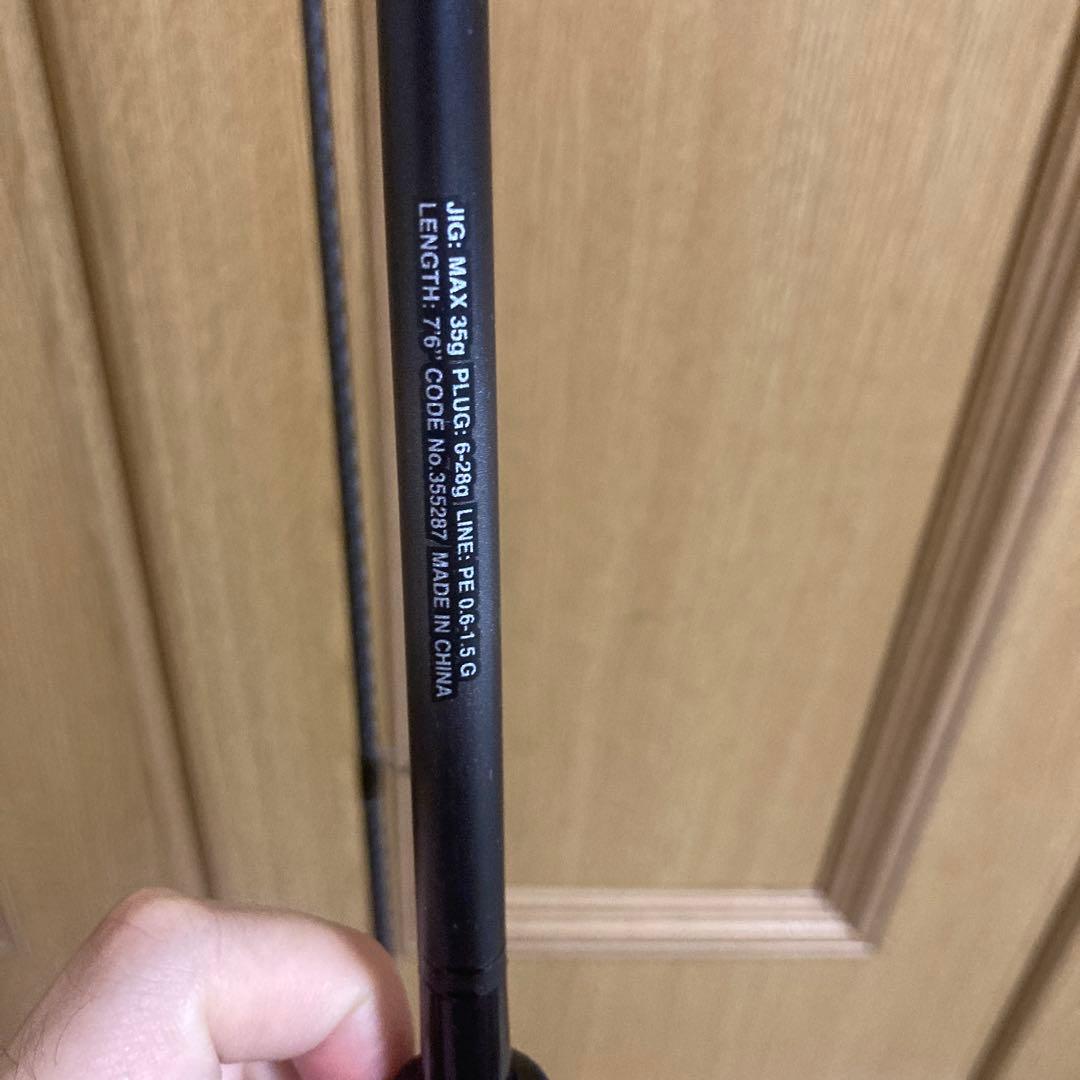 JIG: MAX 35g | PLUG: 6-28g | LINE: PE 0.6-1.5 G
LENGTH: 7'6" CODE No.355287 MADE IN CHINA